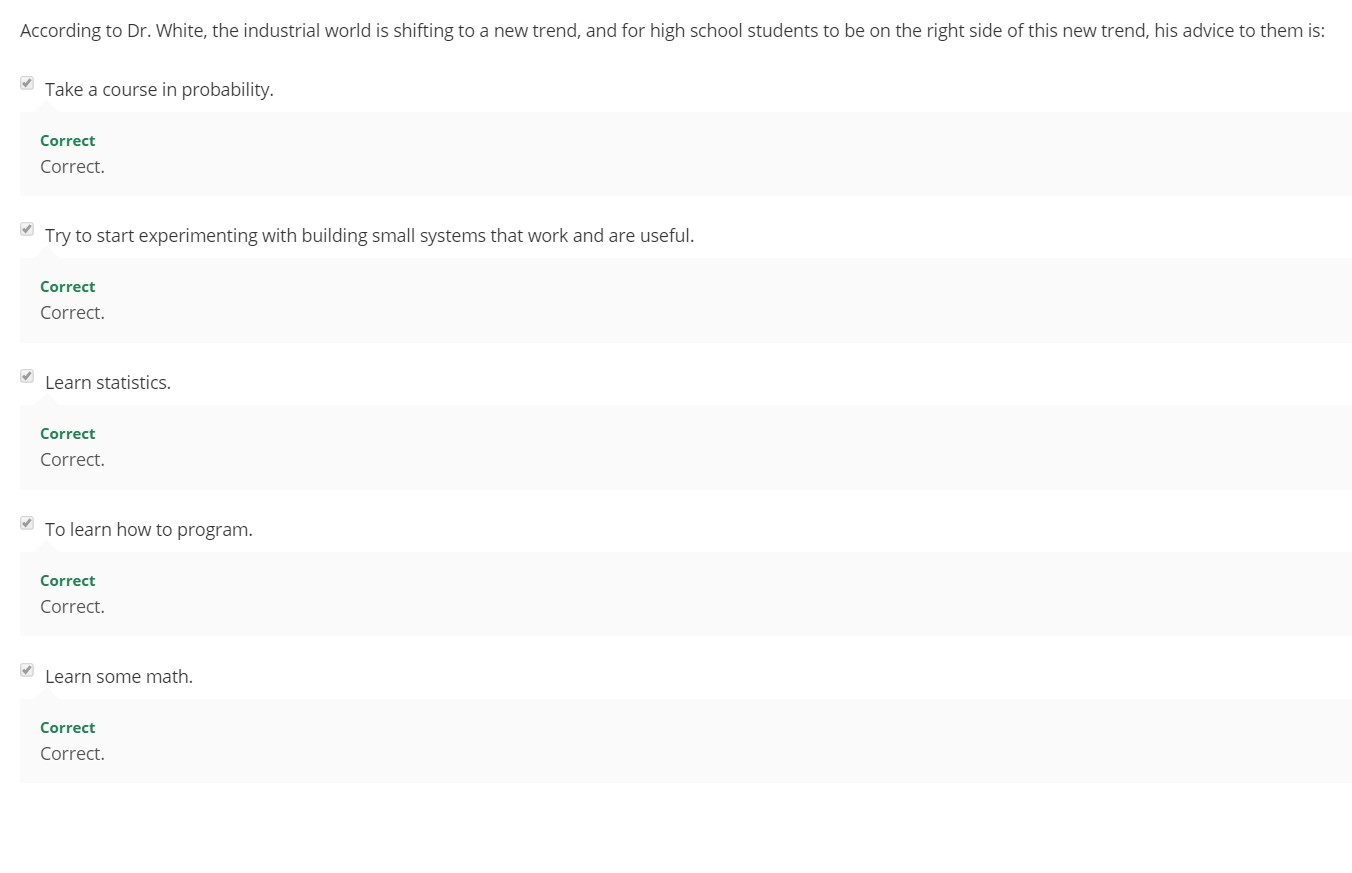 According to Dr. White, the industrial world is shifting to a new trend, and for high school students to be on the right side of this new trend, his advice to them is:
Take a course in probability.
Correct
Correct.
Try to start experimenting with building small systems that work and are useful.
Correct
Correct.
Learn statistics.
Correct
Correct.
To learn how to program.
Correct
Correct.
Learn some math.
Correct
Correct.